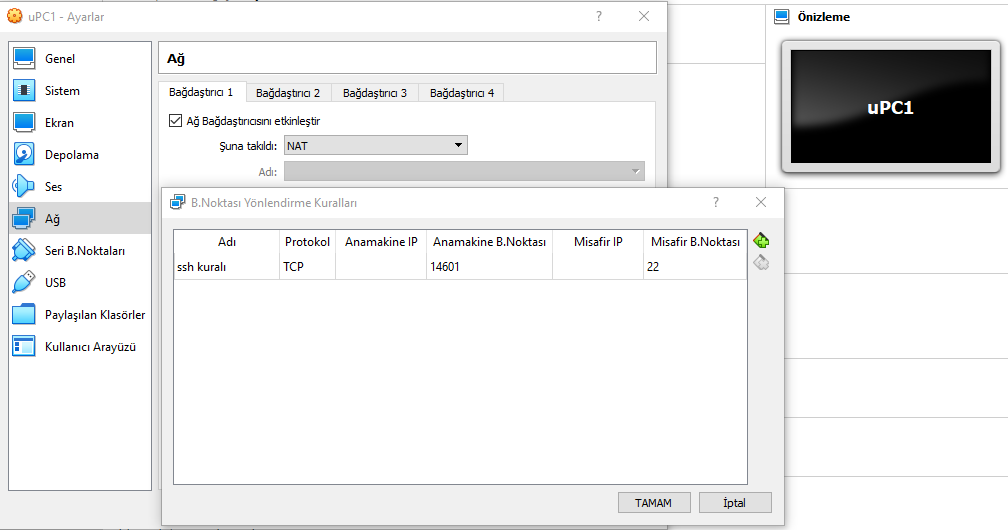 uPC1 - Ayarlar
?
Genel
Sistem
Ekran
Depolama
Ses
Ağ
Seri B.Noktaları
USB
Paylaşılan Klasörler
Kullanıcı Arayüzü
Ağ
Bağdaştırıcı 1 Bağdaştırıcı 2 Bağdaştırıcı 3 Bağdaştırıcı 4
Ağ Bağdaştırıcısını etkinleştir
Şuna takıldı: NAT
Adı:
B.Noktası Yönlendirme Kuralları
?
Adı Protokol Anamakine IP Anamakine B.Noktası Misafir IP Misafir B.Noktası
ssh kuralı TCP 14601 22
TAMAM İptal
Önizleme
uPC1